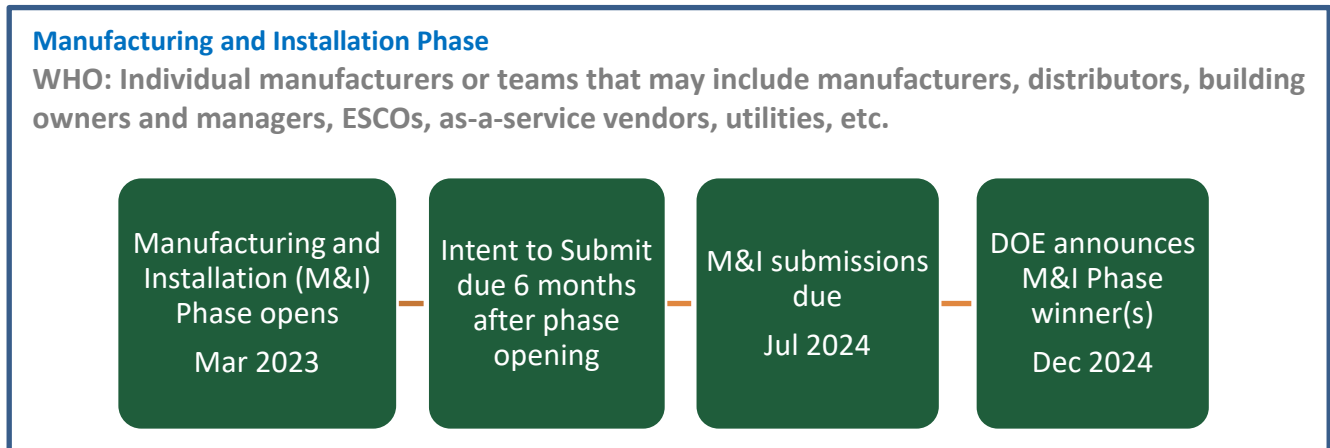 Manufacturing and Installation Phase
WHO: Individual manufacturers or teams that may include manufacturers, distributors, building
owners and managers, ESCOs, as-a-service vendors, utilities, etc.
Manufacturing and
Installation (M&I)
Phase opens
Mar 2023
Intent to Submit
due 6 months
after phase
opening
M&I submissions
due
Jul 2024
DOE announces
M&I Phase
winner(s)
Dec 2024